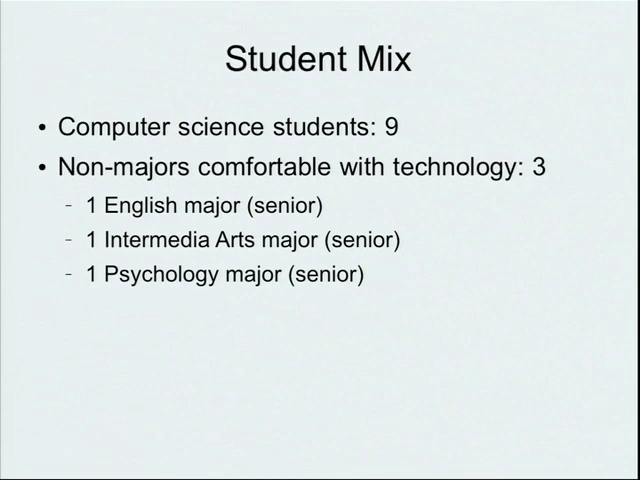 Student Mix
• Computer science students: 9
• Non-majors comfortable with technology: 3
– 1 English major (senior)
– 1 Intermedia Arts major (senior)
– 1 Psychology major (senior)